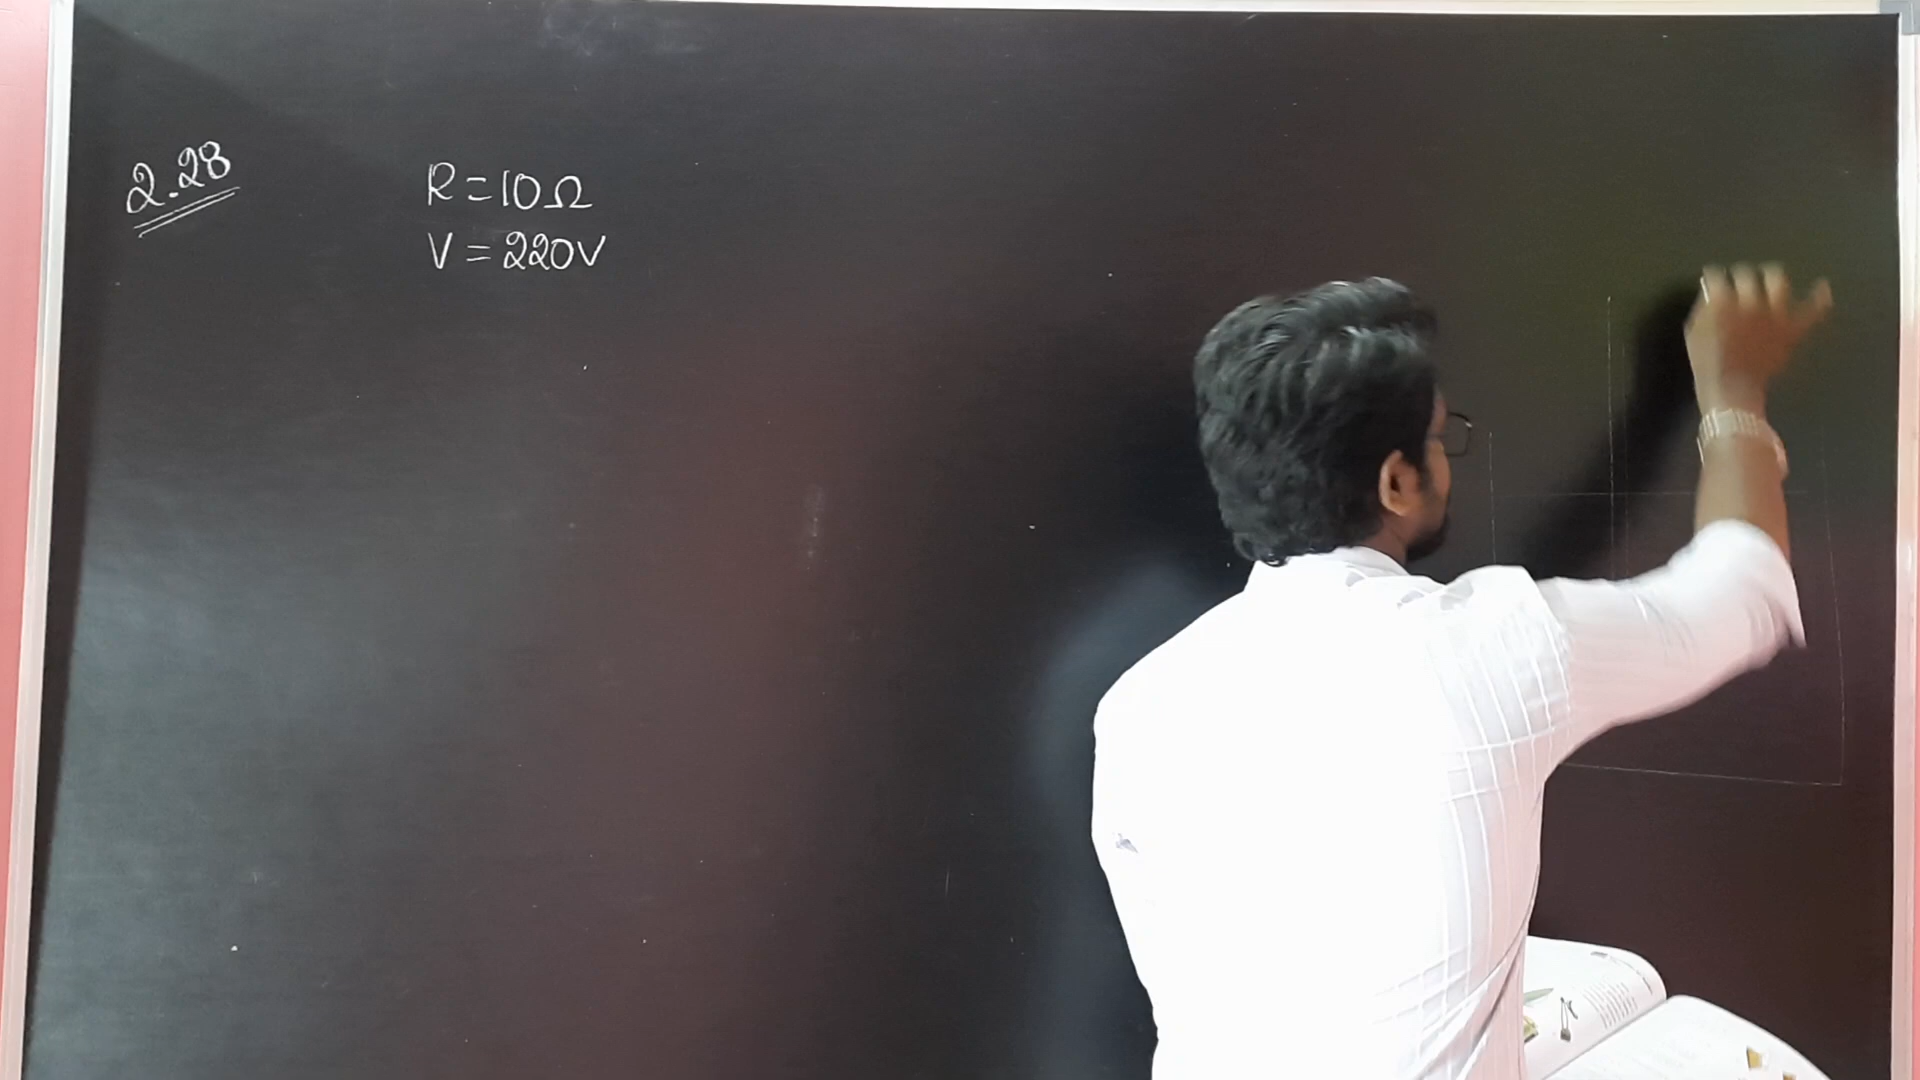 2.28
R = 10Ω
V = 220V